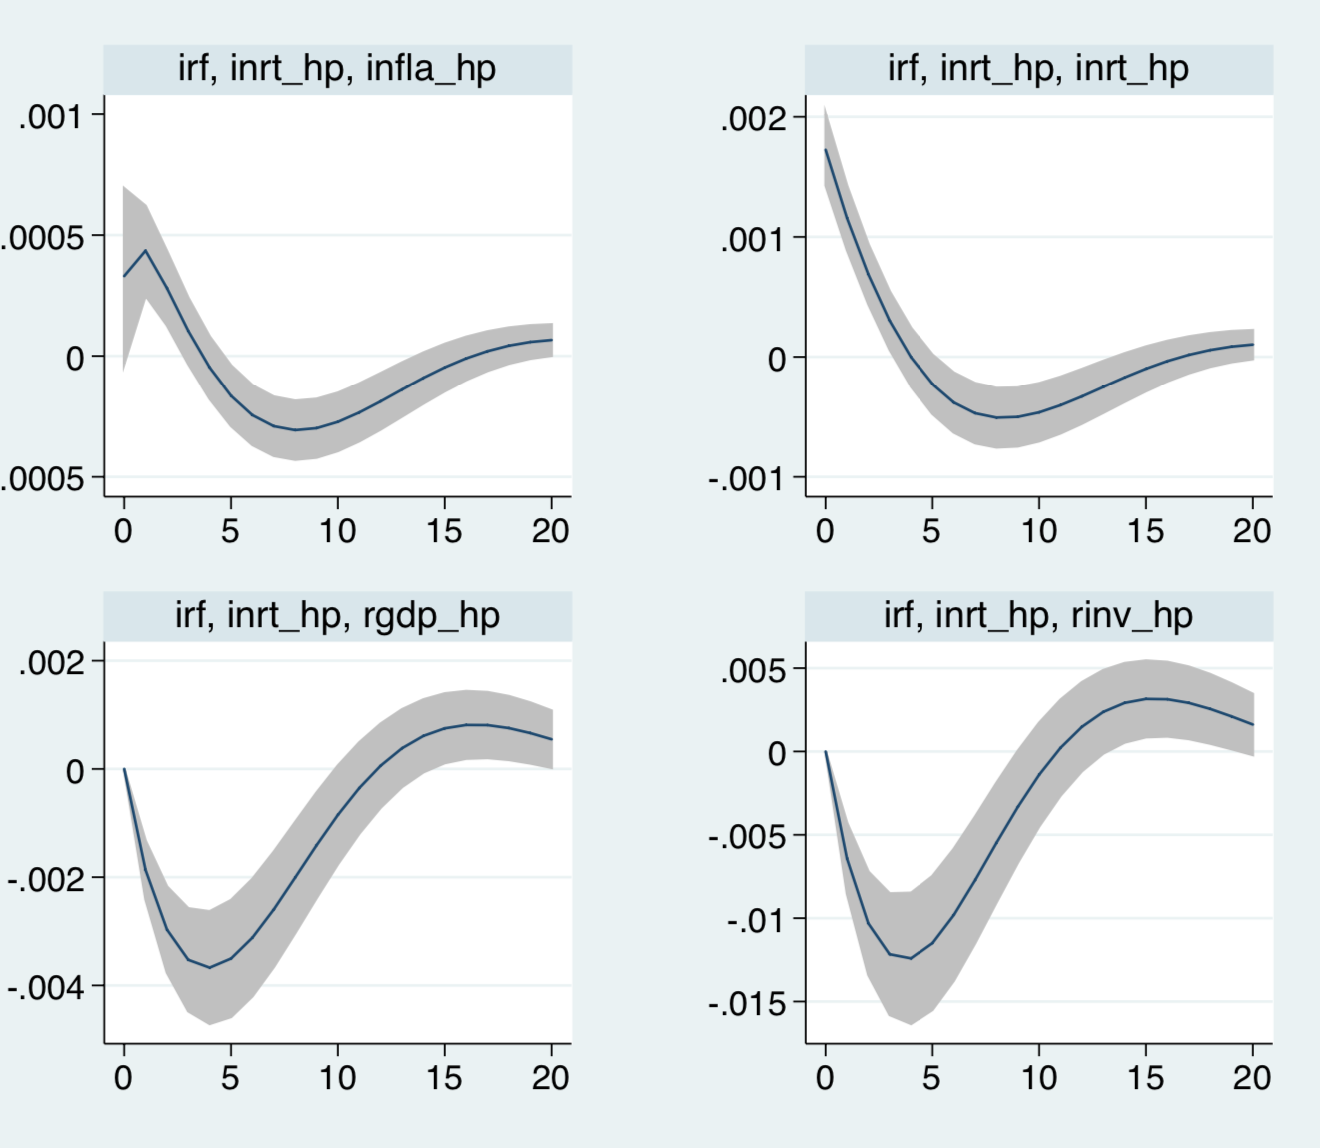 irf, inrt_hp, infla_hp
.001
.0005
0
.0005
0 5 10 15 20
irf, inrt_hp, inrt_hp
.002
.001
0
-.001
0 5 10 15 20
irf, inrt_hp, rgdp_hp
.002
0
-.002
-.004
0 5 10 15 20
irf, inrt_hp, rinv_hp
.005
0
-.005
-.01
-.015
0 5 10 15 20